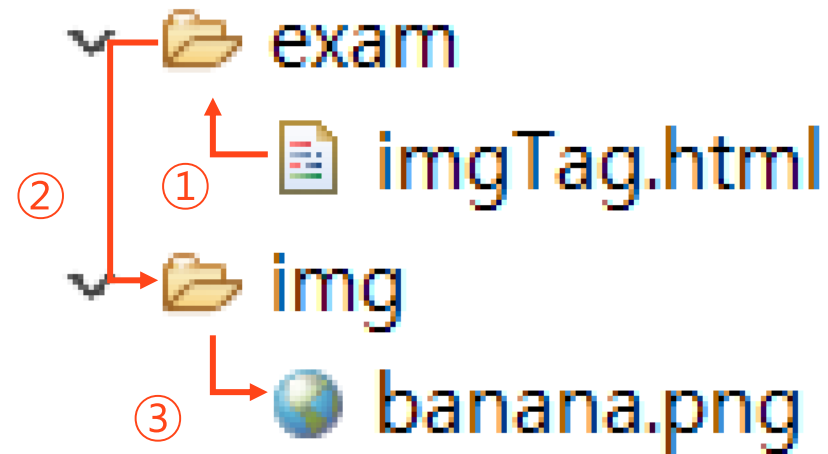 exam
① imgTag.html
②
img
③ banana.png